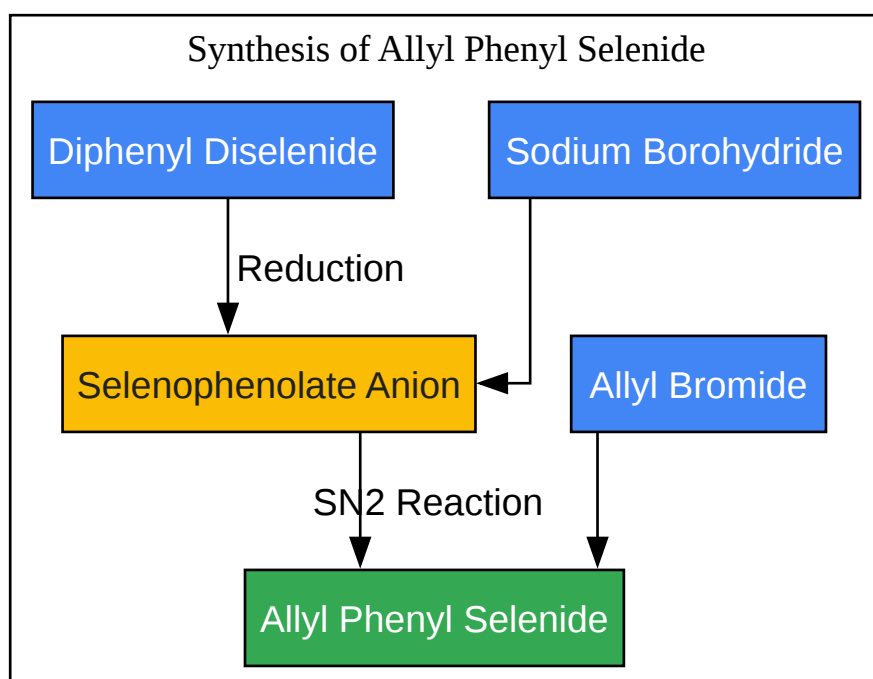 Synthesis of Allyl Phenyl Selenide
Diphenyl Diselenide
Sodium Borohydride
Reduction
Selenophenolate Anion
Allyl Bromide
SN2 Reaction
Allyl Phenyl Selenide